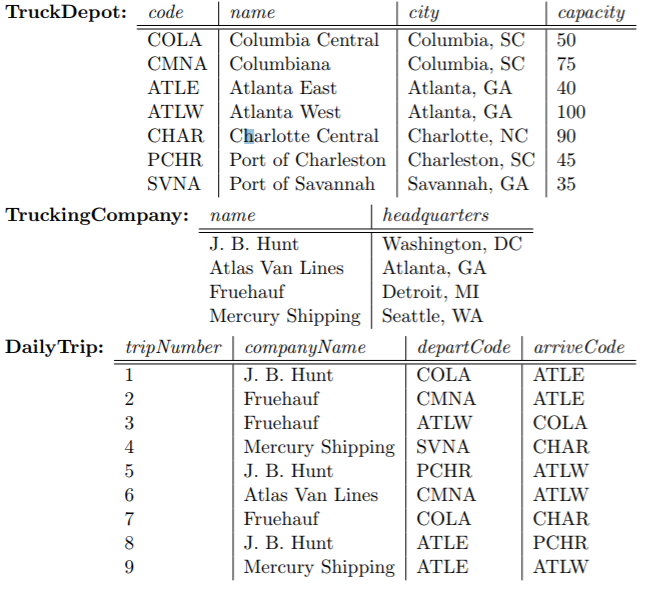 TruckDepot: code name city capacity
COLA Columbia Central Columbia, SC 50
CMNA Columbiana Columbia, SC 75
ATLE Atlanta East Atlanta, GA 40
ATLW Atlanta West Atlanta, GA 100
CHAR Charlotte Central Charlotte, NC 90
PCHR Port of Charleston Charleston, SC 45
SVNA Port of Savannah Savannah, GA 35
TruckingCompany: name headquarters
J. B. Hunt Washington, DC
Atlas Van Lines Atlanta, GA
Fruehauf Detroit, MI
Mercury Shipping Seattle, WA
DailyTrip: tripNumber companyName departCode arriveCode
1 J. B. Hunt COLA ATLE
2 Fruehauf CMNA ATLE
3 Fruehauf ATLW COLA
4 Mercury Shipping SVNA CHAR
5 J. B. Hunt PCHR ATLW
6 Atlas Van Lines CMNA ATLW
7 Fruehauf COLA CHAR
8 J. B. Hunt ATLE PCHR
9 Mercury Shipping ATLE ATLW